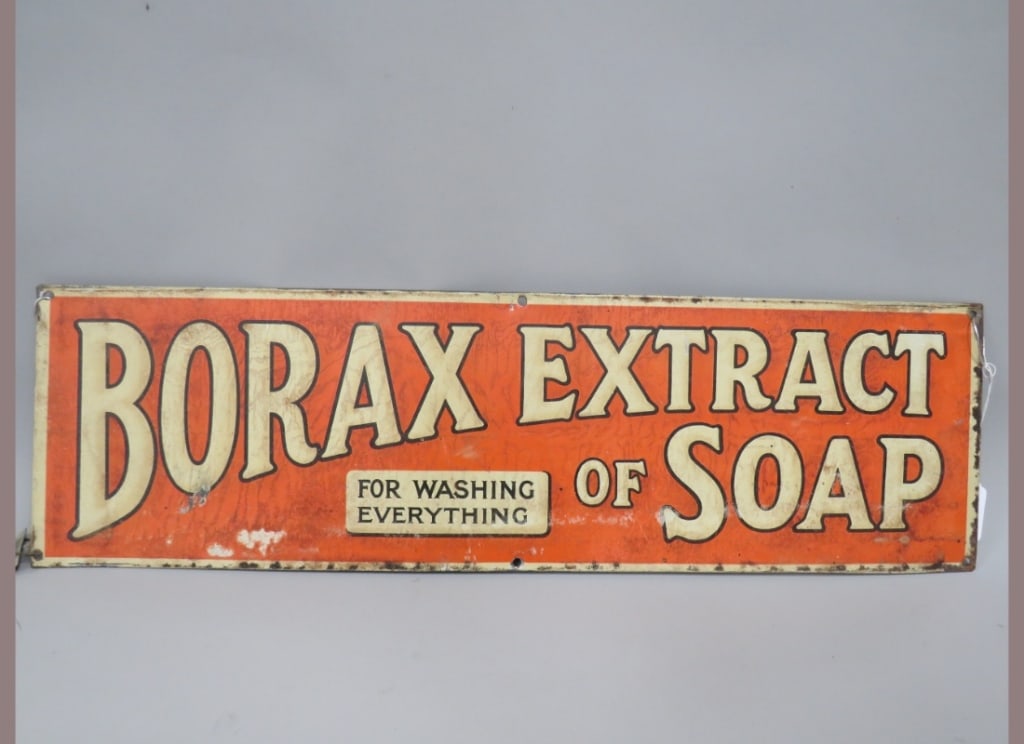 BORAX EXTRACT
OF SOAP
FOR WASHING
EVERYTHING